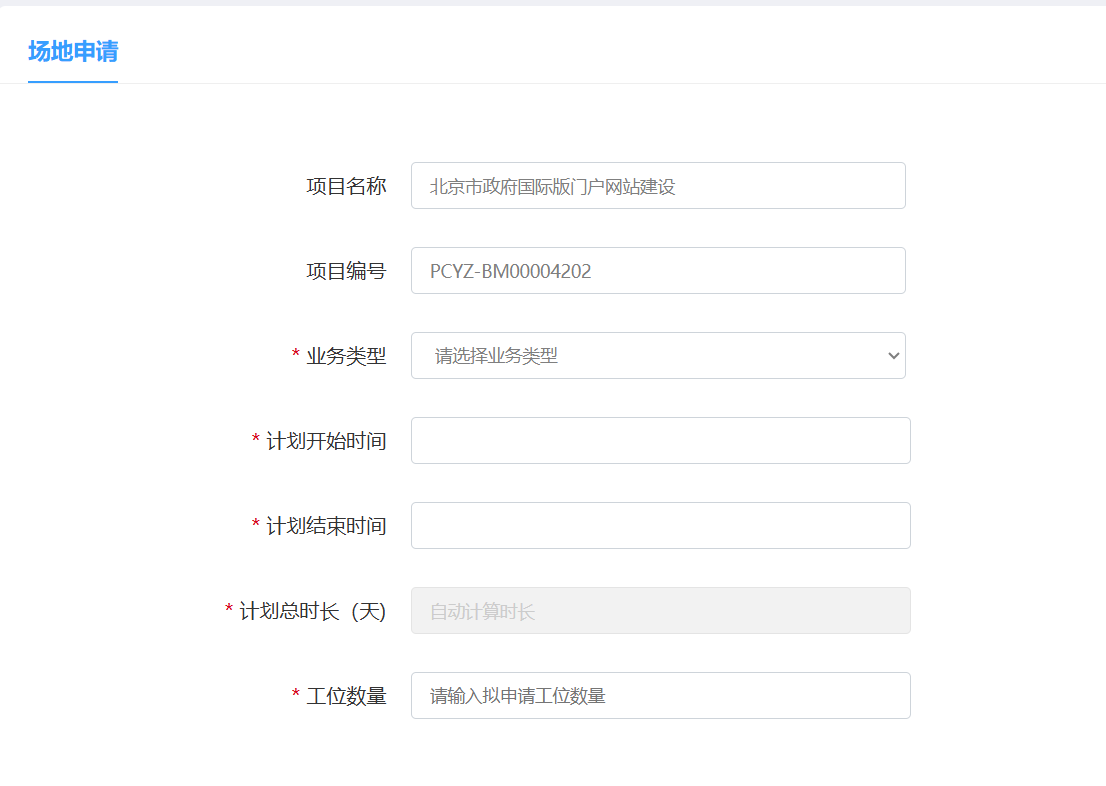 场地申请
项目名称 北京市政府国际版门户网站建设
项目编号 PCYZ-BM00004202
* 业务类型 请选择业务类型
* 计划开始时间
* 计划结束时间
* 计划总时长（天) 自动计算时长
* 工位数量 请输入拟申请工位数量